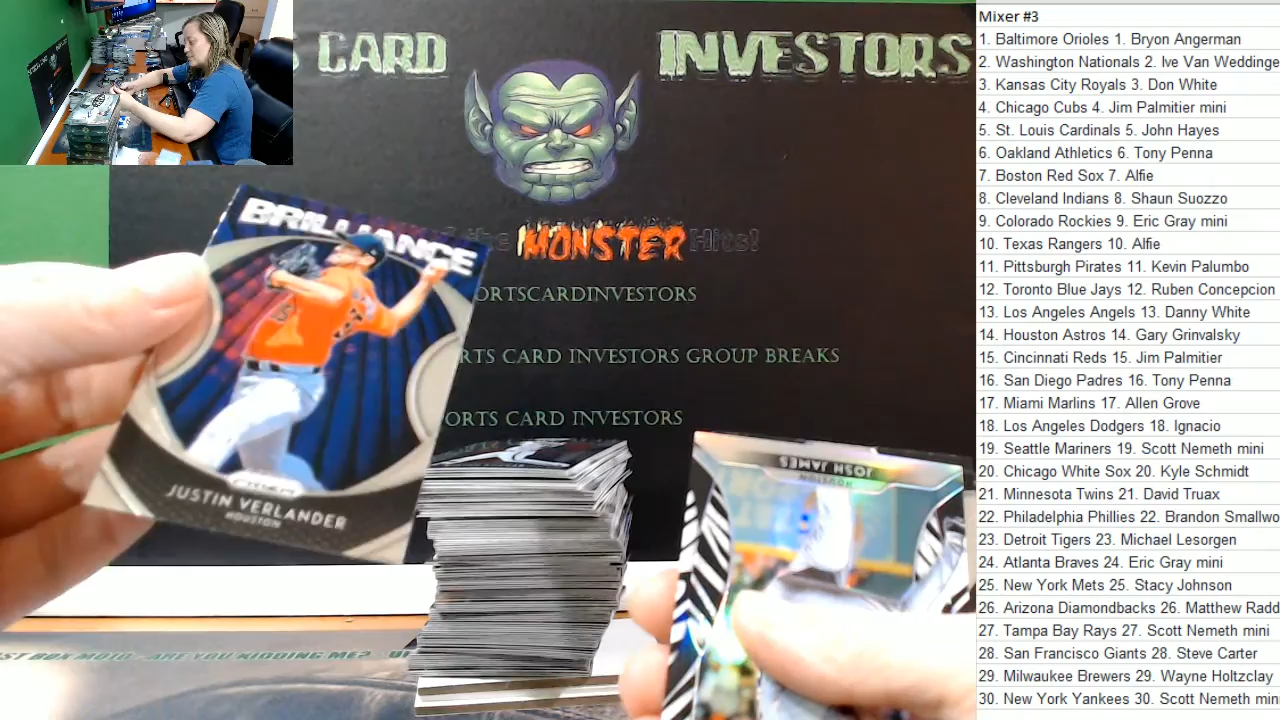 CARD INVESTORS
MONSTER Hits!
ORTSCARDINVESTORS
RTS CARD INVESTORS GROUP BREAKS
ORTS CARD INVESTORS
BRILLIANCE
PRIZM
JUSTIN VERLANDER
HOUSTON
JOSH JAMES
HOUSTON
ARE YOU KIDDING ME?
Mixer #3
1. Baltimore Orioles 1. Bryon Angerman
2. Washington Nationals 2. Ive Van Weddinge
3. Kansas City Royals 3. Don White
4. Chicago Cubs 4. Jim Palmitier mini
5. St. Louis Cardinals 5. John Hayes
6. Oakland Athletics 6. Tony Penna
7. Boston Red Sox 7. Alfie
8. Cleveland Indians 8. Shaun Suozzo
9. Colorado Rockies 9. Eric Gray mini
10. Texas Rangers 10. Alfie
11. Pittsburgh Pirates 11. Kevin Palumbo
12. Toronto Blue Jays 12. Ruben Concepcion
13. Los Angeles Angels 13. Danny White
14. Houston Astros 14. Gary Grinvalsky
15. Cincinnati Reds 15. Jim Palmitier
16. San Diego Padres 16. Tony Penna
17. Miami Marlins 17. Allen Grove
18. Los Angeles Dodgers 18. Ignacio
19. Seattle Mariners 19. Scott Nemeth mini
20. Chicago White Sox 20. Kyle Schmidt
21. Minnesota Twins 21. David Truax
22. Philadelphia Phillies 22. Brandon Smallwo
23. Detroit Tigers 23. Michael Lesorgen
24. Atlanta Braves 24. Eric Gray mini
25. New York Mets 25. Stacy Johnson
26. Arizona Diamondbacks 26. Matthew Radd
27. Tampa Bay Rays 27. Scott Nemeth mini
28. San Francisco Giants 28. Steve Carter
29. Milwaukee Brewers 29. Wayne Holtzclay
30. New York Yankees 30. Scott Nemeth min